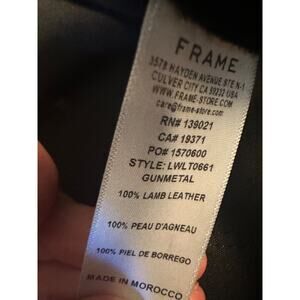 FRAME
3578 HAYDEN AVENUE STE N-1
CULVER CITY CA 59232 USA
WWW.FRAME-STORE.COM
care@frame-store.com
RN# 139021
CA# 19371
PO# 1570600
STYLE: LWLT0661
GUNMETAL
100% LAMB LEATHER
100% PEAU D'AGNEAU
100% PIEL DE BORREGO
MADE IN MOROCCO